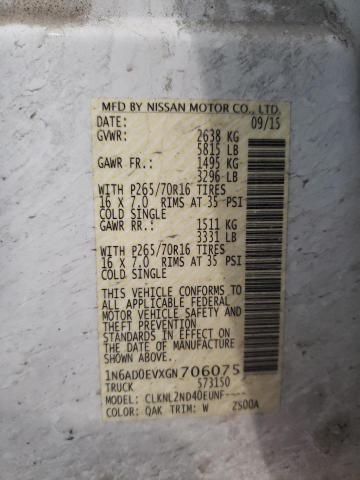 MFD BY NISSAN MOTOR CO., LTD.
DATE: 09/15
GVWR: 2638 KG
5815 LB
GAWR FR.: 1495 KG
3296 LB
WITH P265/70R16 TIRES
16 X 7.0 RIMS AT 35 PSI
COLD SINGLE
GAWR RR.: 1511 KG
3331 LB
WITH P265/70R16 TIRES
16 X 7.0 RIMS AT 35 PSI
COLD SINGLE
THIS VEHICLE CONFORMS TO
ALL APPLICABLE FEDERAL
MOTOR VEHICLE SAFETY AND
THEFT PREVENTION
STANDARDS IN EFFECT ON
THE DATE OF MANUFACTURE
SHOWN ABOVE.
1N6AD0EVXGN706075
TRUCK 573150
MODEL: CLKNL2ND40EUNF----
COLOR: QAK TRIM: W ZS00A